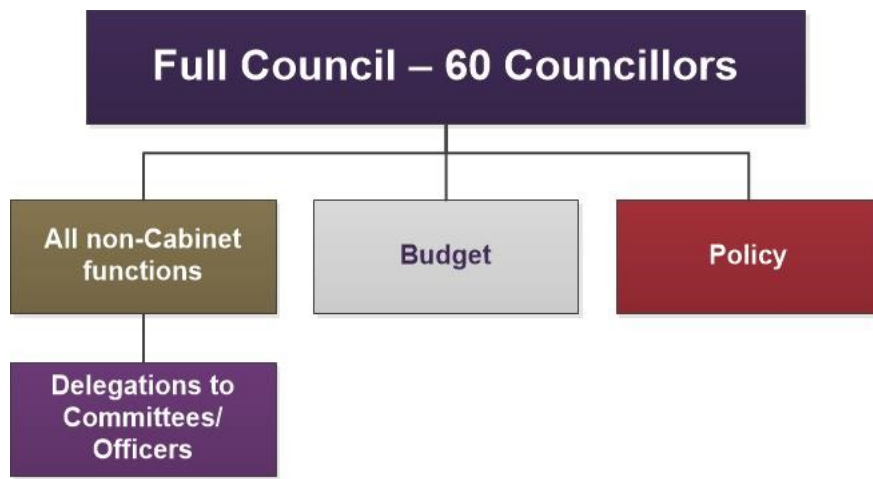 Full Council – 60 Councillors
All non-Cabinet
functions
Budget
Policy
Delegations to
Committees/
Officers